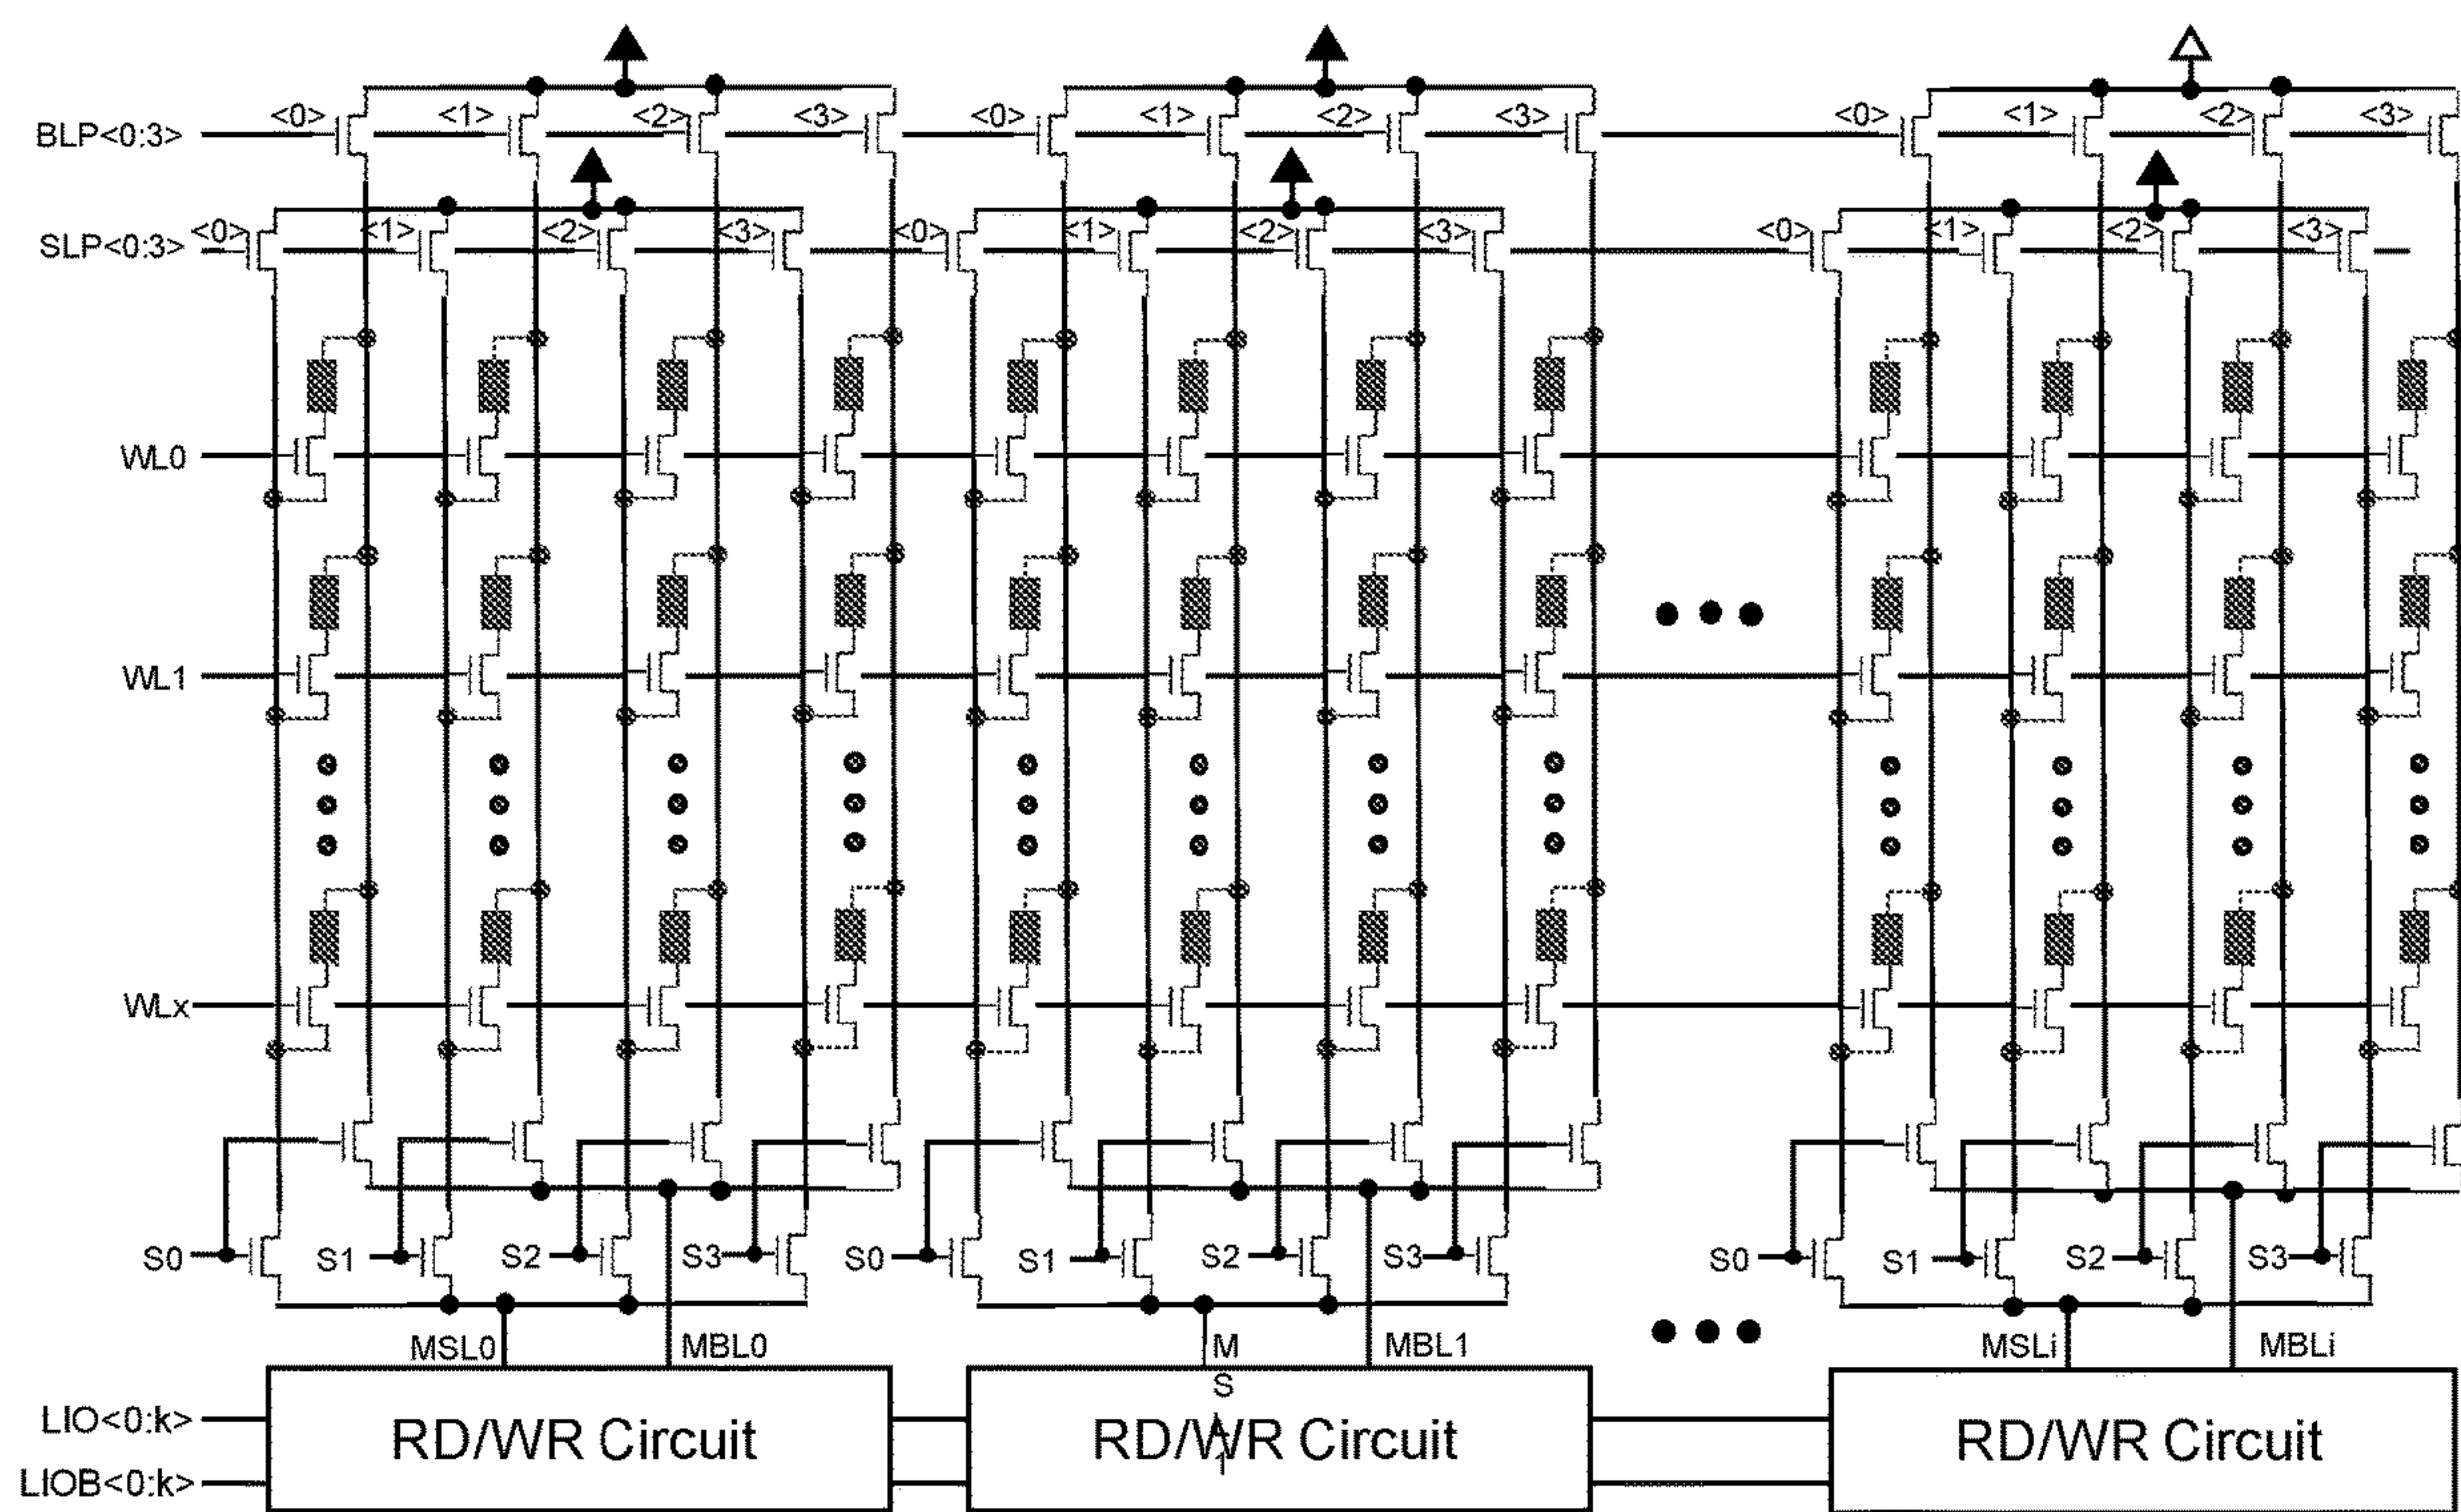 BLP<0:3> <0> <1> <2> <3> <0> <1> <2> <3> <0> <1> <2> <3>
SLP<0:3> <0> <1> <2> <3> <0> <1> <2> <3> <0> <1> <2> <3>
WL0
WL1
WLx
S0 S1 S2 S3 S0 S1 S2 S3 S0 S1 S2 S3
MSL0 MBL0 M MBL1 MSLi MBLi
S
LIO<0:k>
RD/WR Circuit RD/WR Circuit RD/WR Circuit
LIOB<0:k>